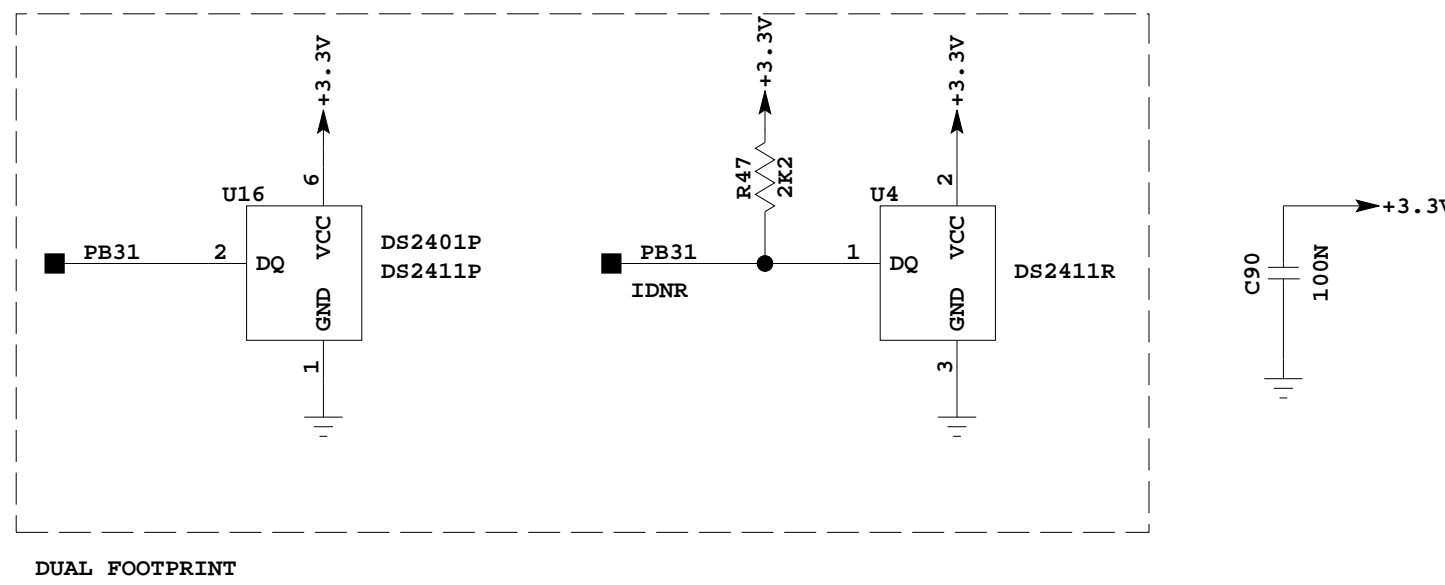 +3.3V
+3.3V
+3.3V
6
R47
2K2
2
U16
U4
PB31
2
DQ
VCC
GND
DS2401P
DS2411P
1
PB31
IDNR
1
DQ
VCC
GND
DS2411R
3
+3.3V
C90
100N
DUAL FOOTPRINT